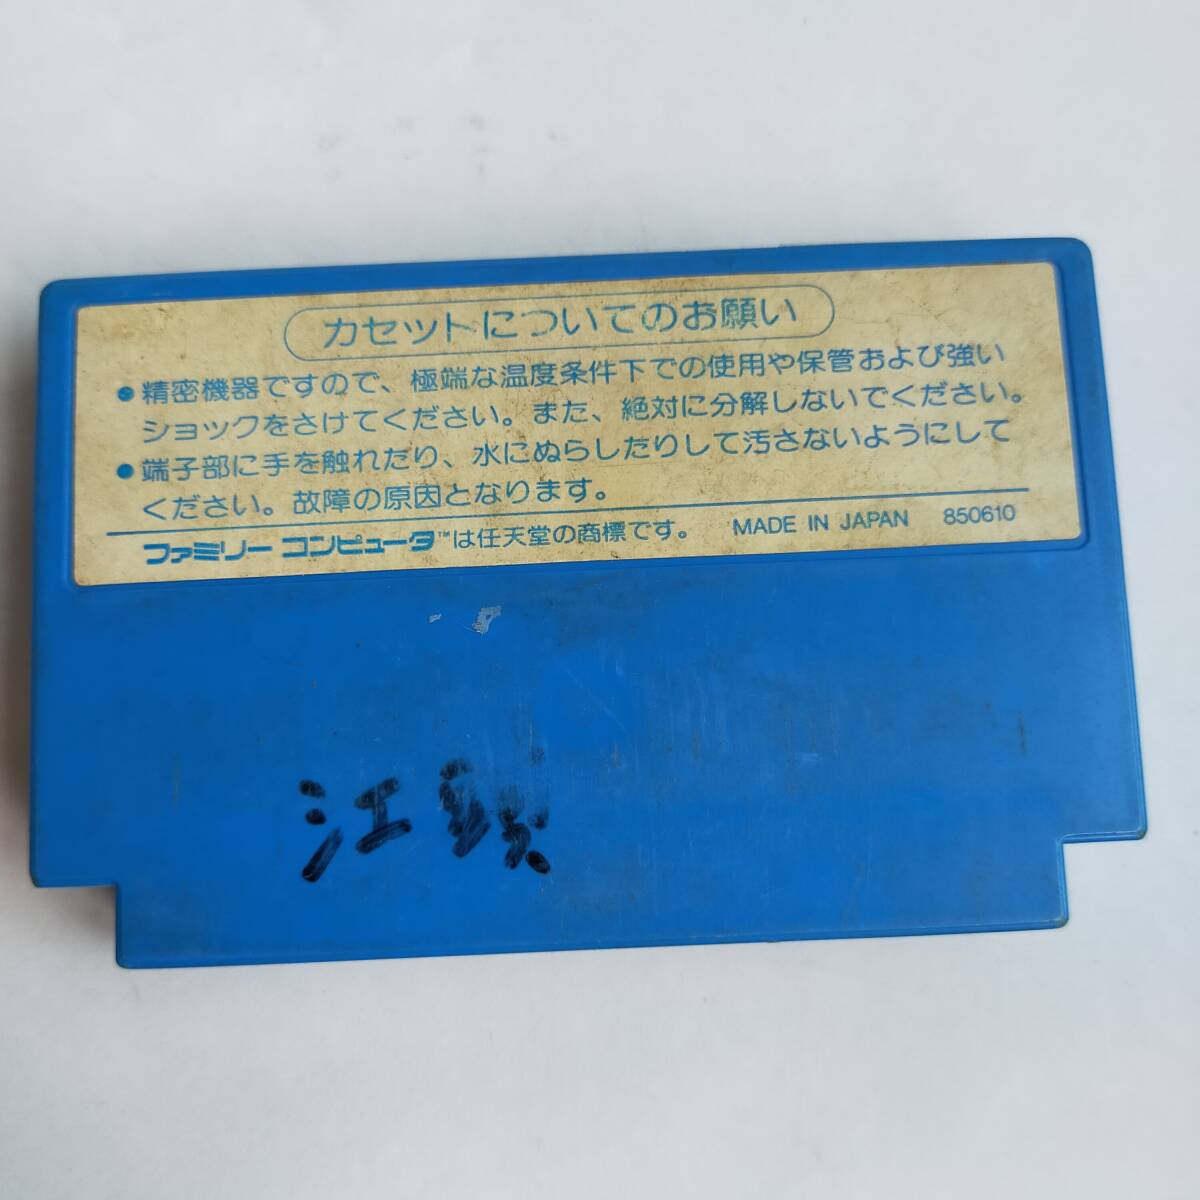 カセットについてのお願い
●精密機器ですので、極端な温度条件下での使用や保管および強い
ショックをさけてください。また、絶対に分解しないでください。
●端子部に手を触れたり、水にぬらしたりして汚さないようにして
ください。故障の原因となります。
ファミリー コンピュータ™は任天堂の商標です。 MADE IN JAPAN 850610
江頭